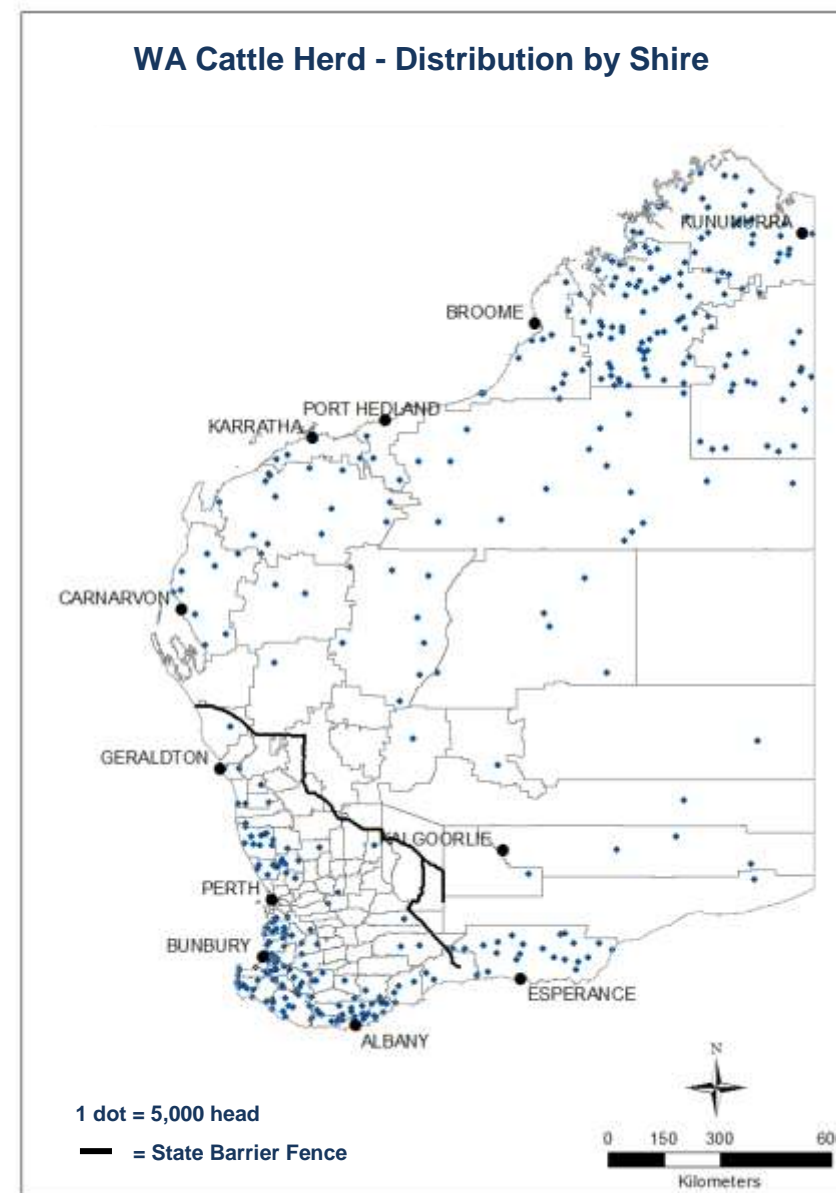 WA Cattle Herd - Distribution by Shire
KUNUNURRA
BROOME
PORT HEDLAND
KARRATHA
CARNARVON
GERALDTON
KALGOORLIE
PERTH
BUNBURY
ESPERANCE
ALBANY
N
1 dot = 5,000 head
= State Barrier Fence
0 150 300 60
Kilometers